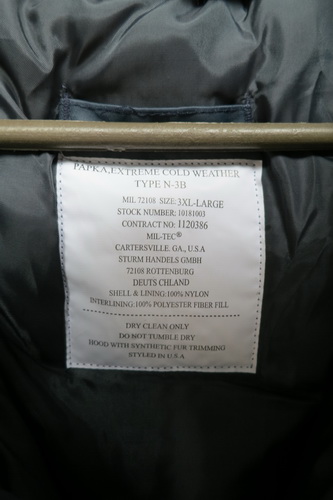 PAPKA,EXTREME COLD WEATHER
TYPE N-3B
MIL 72108 SIZE: 3XL-LARGE
STOCK NUMBER: 10181003
CONTRACT NO: 1120386
MIL-TEC®
CARTERSVILLE, GA., U.S.A
STURM HANDELS GMBH
72108 ROTTENBURG
DEUTS CHLAND
SHELL & LINING:100% NYLON
INTERLINING:100% POLYESTER FIBER FILL
DRY CLEAN ONLY
DO NOT TUMBLE DRY
HOOD WITH SYNTHETIC FUR TRIMMING
STYLED IN U.S.A